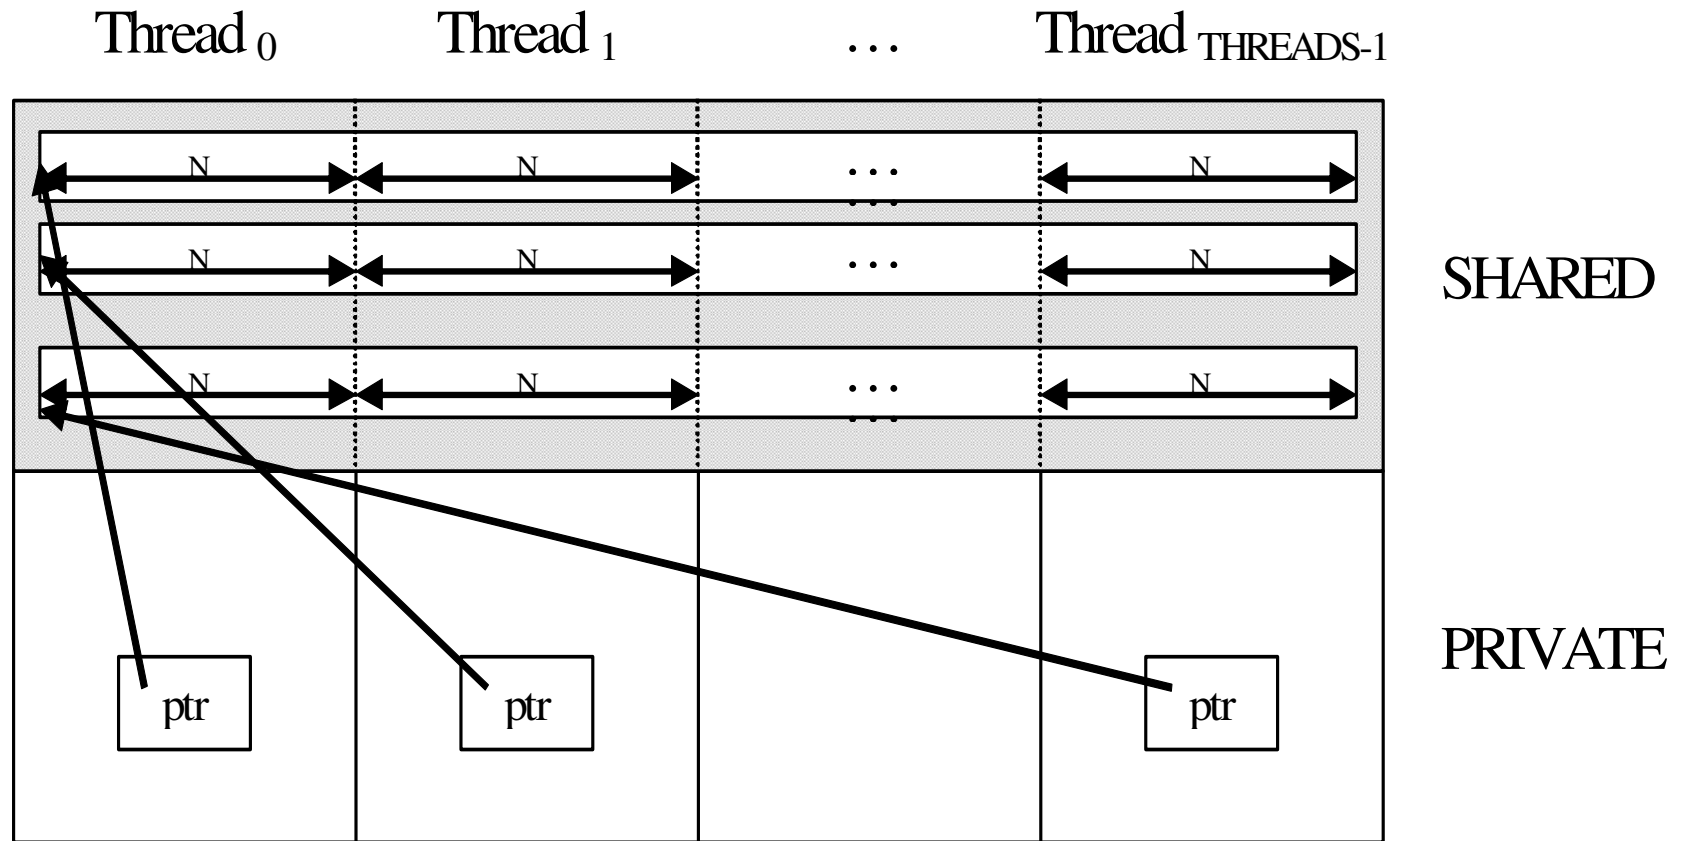 Thread 0 Thread 1 ... Thread THREADS-1
N N ... N
...
N N ... N
SHARED
N N ... N
...
PRIVATE
ptr ptr ptr